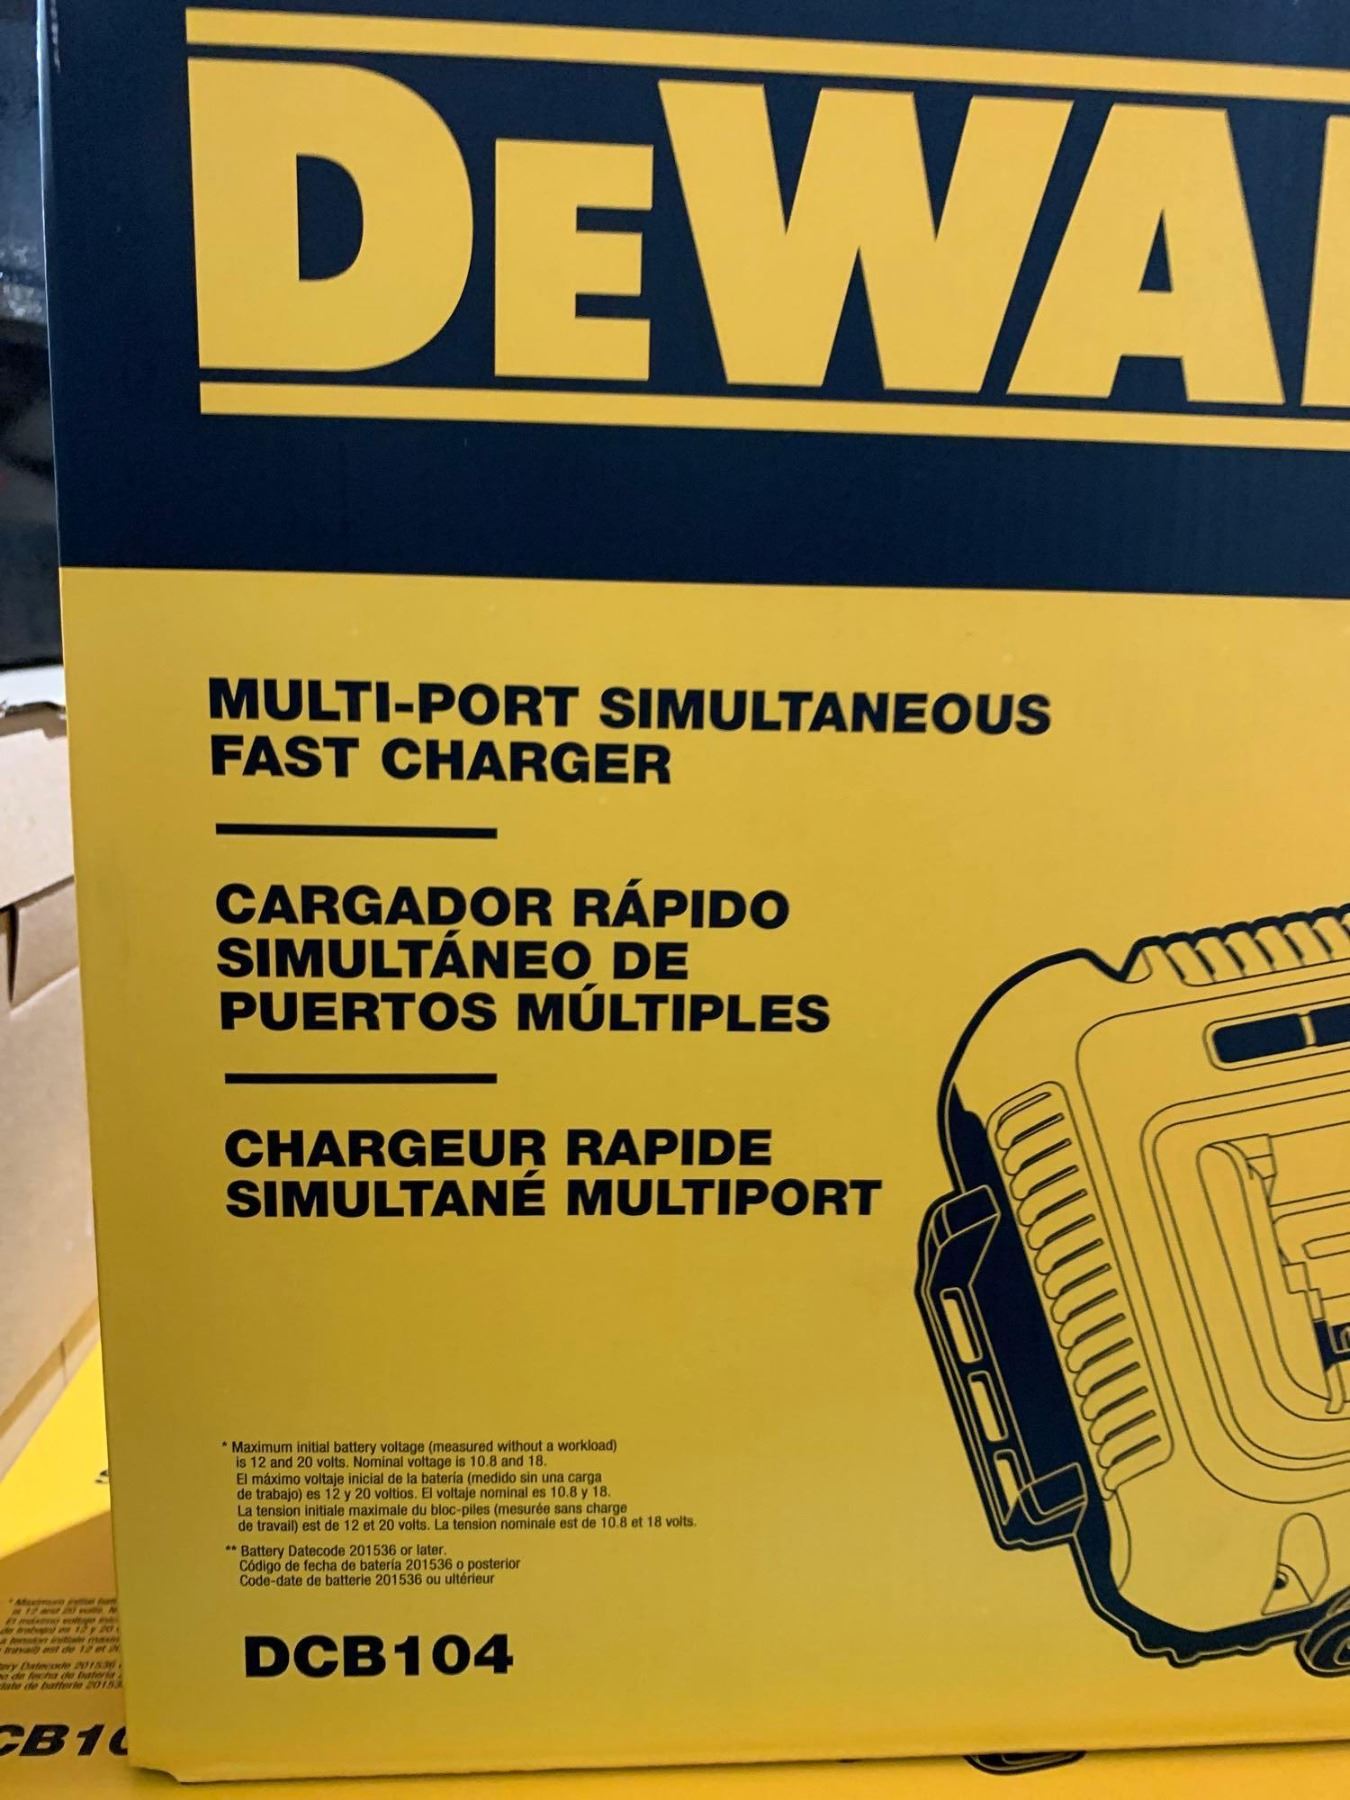 DEWA
MULTI-PORT SIMULTANEOUS
FAST CHARGER
CARGADOR RÁPIDO
SIMULTÁNEO DE
PUERTOS MÚLTIPLES
CHARGEUR RAPIDE
SIMULTANÉ MULTIPORT
* Maximum initial battery voltage (measured without a workload)
is 12 and 20 volts. Nominal voltage is 10.8 and 18.
El máximo voltaje inicial de la batería (medido sin una carga
de trabajo) es 12 y 20 voltios. El voltaje nominal es 10.8 y 18.
La tension initiale maximale du bloc-piles (mesurée sans charge
de travail) est de 12 et 20 volts. La tension nominale est de 10.8 et 18 volts.
** Battery Datecode 201536 or later.
Código de fecha de batería 201536 o posterior
Code-date de batterie 201536 ou ultérieur
DCB104
CB10